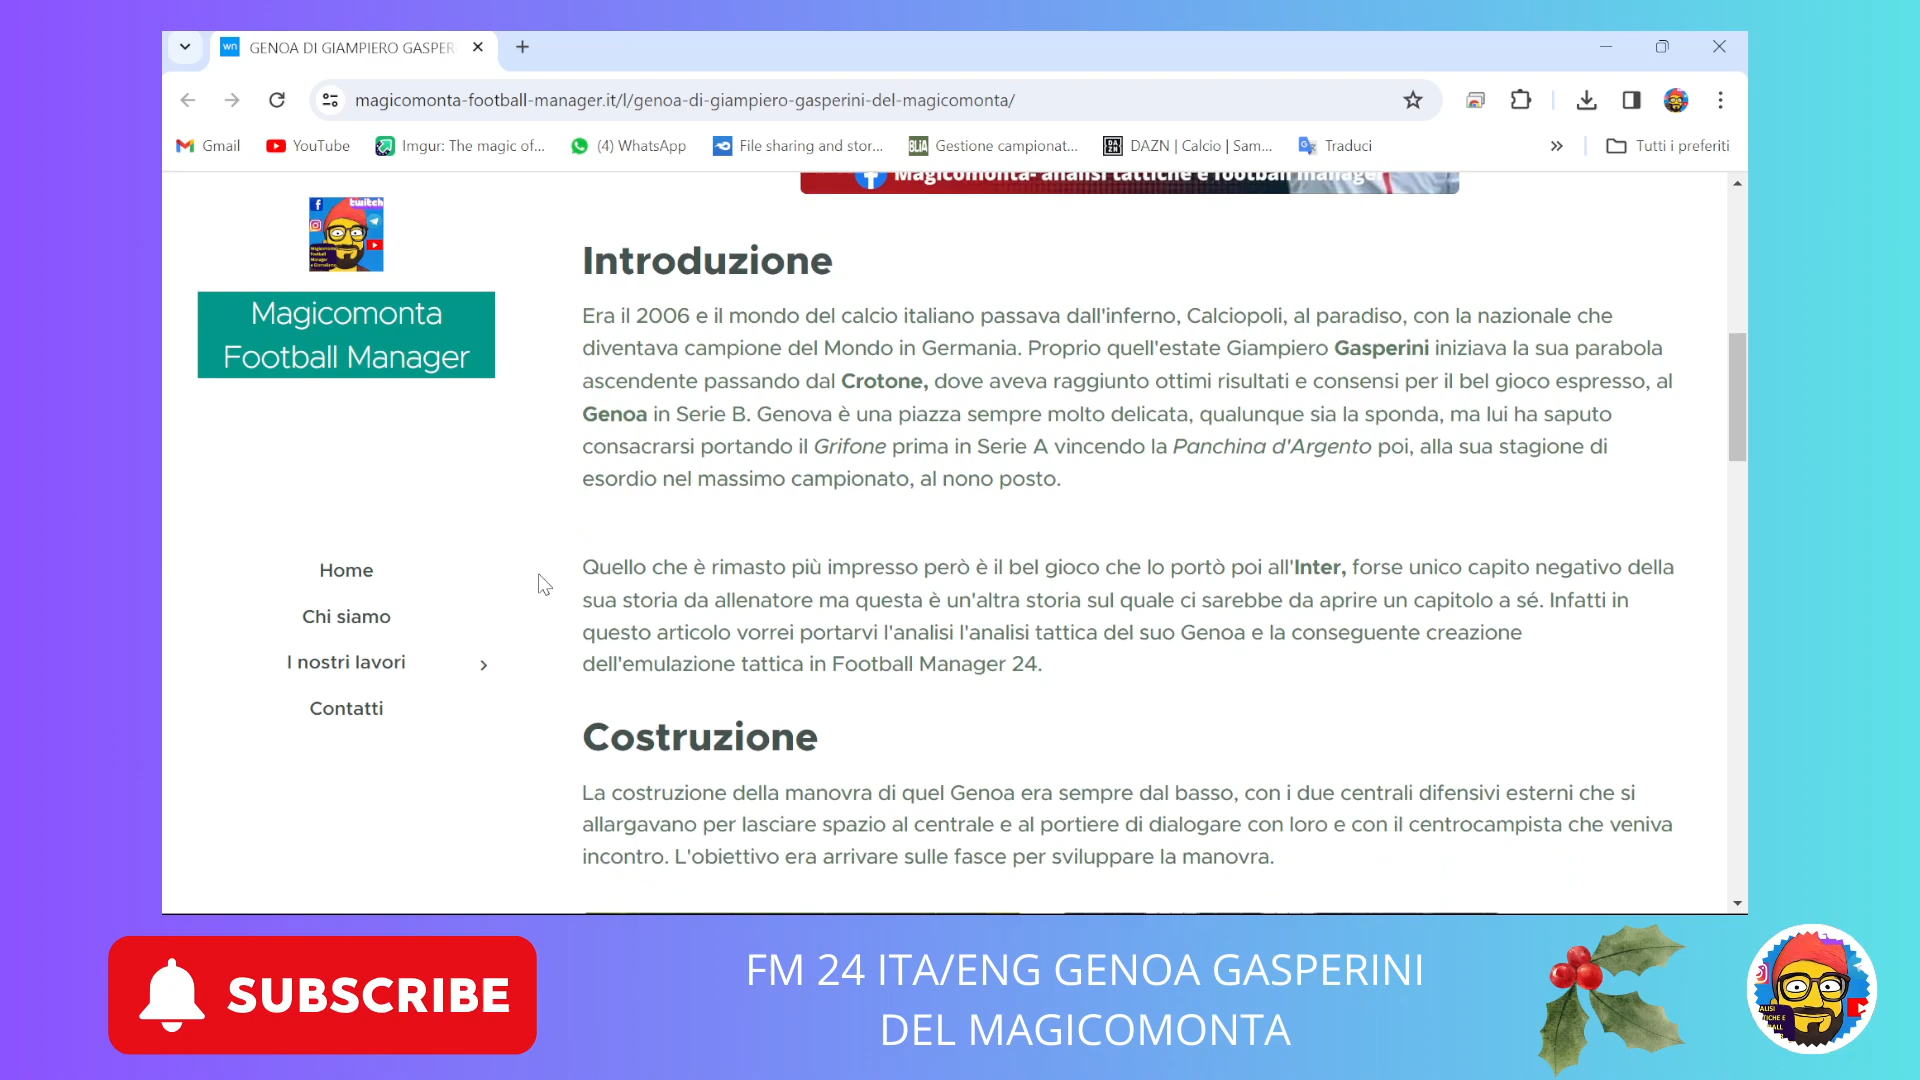 GENOA DI GIAMPIERO GASPER
magicomonta-football-manager.it/l/genoa-di-giampiero-gasperini-del-magicomonta/
Gmail
YouTube
Imgur: The magic of...
(4) WhatsApp
File sharing and stor...
Gestione campionat...
DAZN | Calcio | Sam...
Traduci
»
Tutti i preferiti
Magicomonta- analisi tattiche e football manager
twitch
Magicomonta
Football Manager
Home
Chi siamo
I nostri lavori
Contatti
Introduzione
Era il 2006 e il mondo del calcio italiano passava dall'inferno, Calciopoli, al paradiso, con la nazionale che
diventava campione del Mondo in Germania. Proprio quell'estate Giampiero Gasperini iniziava la sua parabola
ascendente passando dal Crotone, dove aveva raggiunto ottimi risultati e consensi per il bel gioco espresso, al
Genoa in Serie B. Genova è una piazza sempre molto delicata, qualunque sia la sponda, ma lui ha saputo
consacrarsi portando il Grifone prima in Serie A vincendo la Panchina d'Argento poi, alla sua stagione di
esordio nel massimo campionato, al nono posto.
Quello che è rimasto più impresso però è il bel gioco che lo portò poi all'Inter, forse unico capito negativo della
sua storia da allenatore ma questa è un'altra storia sul quale ci sarebbe da aprire un capitolo a sé. Infatti in
questo articolo vorrei portarvi l'analisi l'analisi tattica del suo Genoa e la conseguente creazione
dell'emulazione tattica in Football Manager 24.
Costruzione
La costruzione della manovra di quel Genoa era sempre dal basso, con i due centrali difensivi esterni che si
allargavano per lasciare spazio al centrale e al portiere di dialogare con loro e con il centrocampista che veniva
incontro. L'obiettivo era arrivare sulle fasce per sviluppare la manovra.
SUBSCRIBE
FM 24 ITA/ENG GENOA GASPERINI
DEL MAGICOMONTA